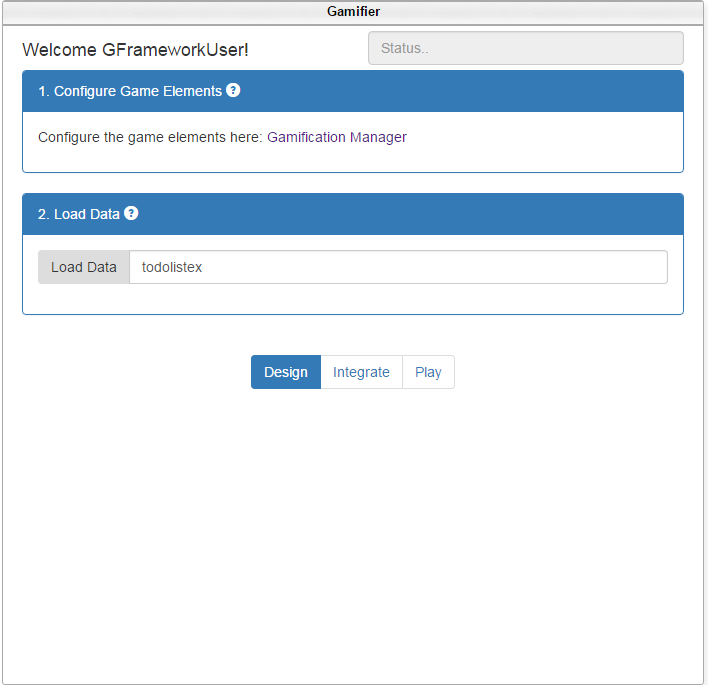 Gamifier
Welcome GFrameworkUser!
Status..
1. Configure Game Elements ?
Configure the game elements here: Gamification Manager
2. Load Data ?
Load Data todolistex
Design Integrate Play